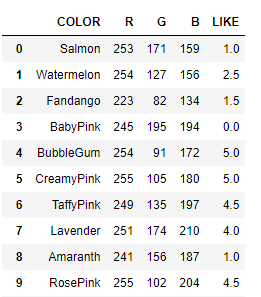 COLOR R G B LIKE
0 Salmon 253 171 159 1.0
1 Watermelon 254 127 156 2.5
2 Fandango 223 82 134 1.5
3 BabyPink 245 195 194 0.0
4 BubbleGum 254 91 172 5.0
5 CreamyPink 255 105 180 5.0
6 TaffyPink 249 135 197 4.5
7 Lavender 251 174 210 4.0
8 Amaranth 241 156 187 1.0
9 RosePink 255 102 204 4.5